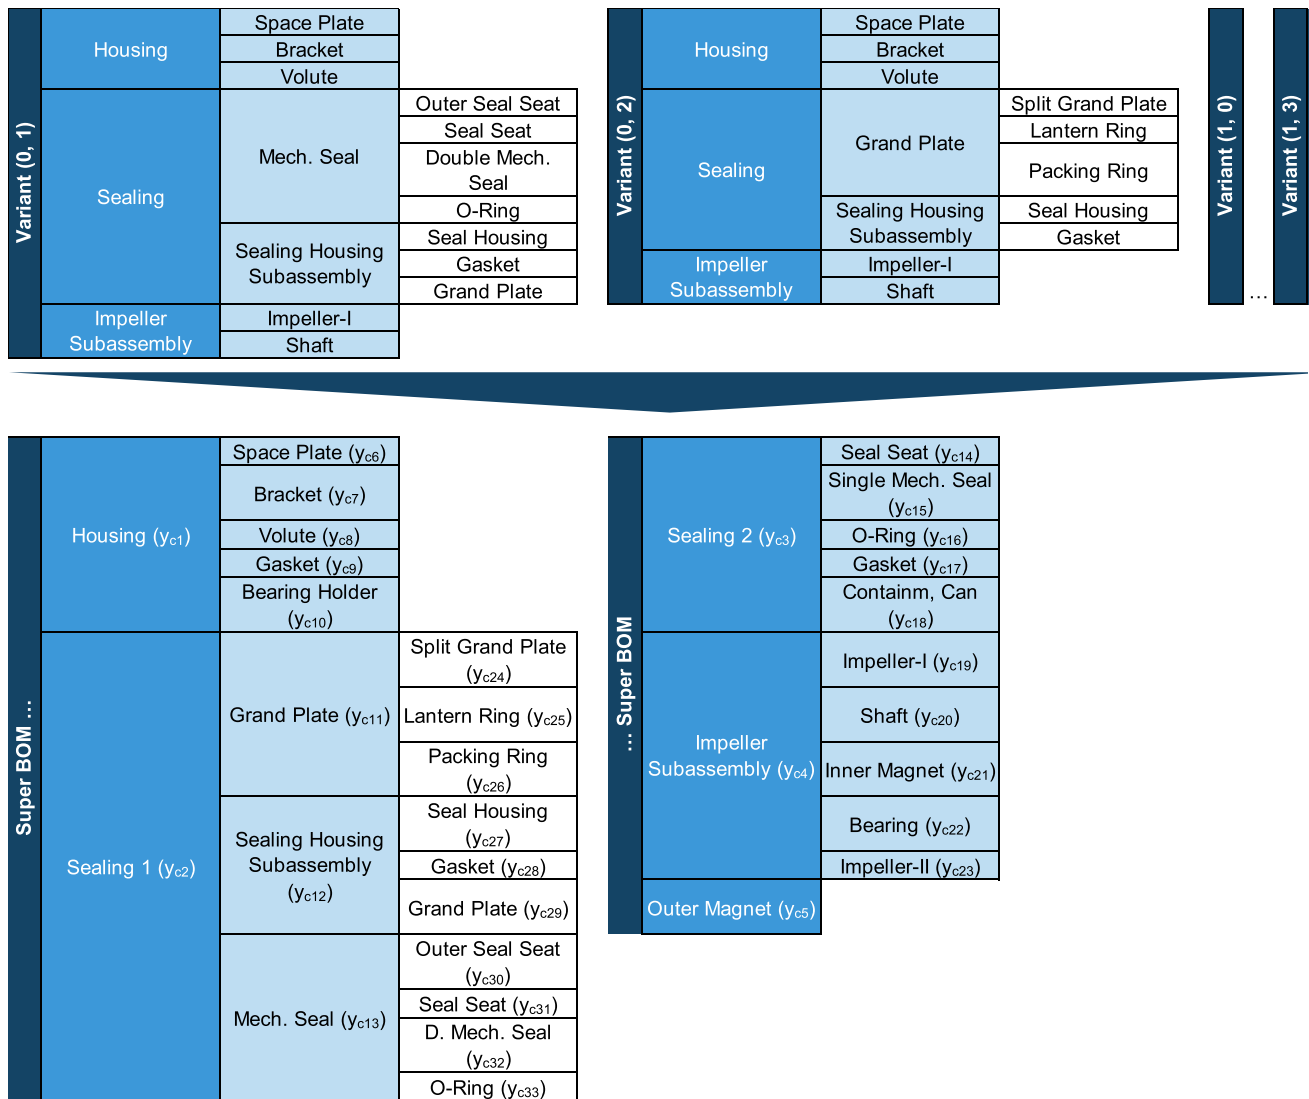 Variant (0, 1)
Housing
Space Plate
Bracket
Volute
Sealing
Mech. Seal
Outer Seal Seat
Seal Seat
Double Mech.
Seal
O-Ring
Sealing Housing
Subassembly
Seal Housing
Gasket
Grand Plate
Impeller
Subassembly
Impeller-I
Shaft
Variant (0, 2)
Housing
Space Plate
Bracket
Volute
Sealing
Grand Plate
Split Grand Plate
Lantern Ring
Packing Ring
Sealing Housing
Subassembly
Seal Housing
Gasket
Impeller
Subassembly
Impeller-I
Shaft
Variant (1, 0)
...
Variant (1, 3)
Super BOM ...
Housing (yc1)
Space Plate (yc6)
Bracket (yc7)
Volute (yc8)
Gasket (yc9)
Bearing Holder
(yc10)
Sealing 1 (yc2)
Grand Plate (yc11)
Split Grand Plate
(yc24)
Lantern Ring (yc25)
Packing Ring
(yc26)
Sealing Housing
Subassembly
(yc12)
Seal Housing
(yc27)
Gasket (yc28)
Grand Plate (yc29)
Mech. Seal (yc13)
Outer Seal Seat
(yc30)
Seal Seat (yc31)
D. Mech. Seal
(yc32)
O-Ring (yc33)
... Super BOM
Sealing 2 (yc3)
Seal Seat (yc14)
Single Mech. Seal
(yc15)
O-Ring (yc16)
Gasket (yc17)
Containm, Can
(yc18)
Impeller
Subassembly (yc4)
Impeller-I (yc19)
Shaft (yc20)
Inner Magnet (yc21)
Bearing (yc22)
Impeller-II (yc23)
Outer Magnet (yc5)